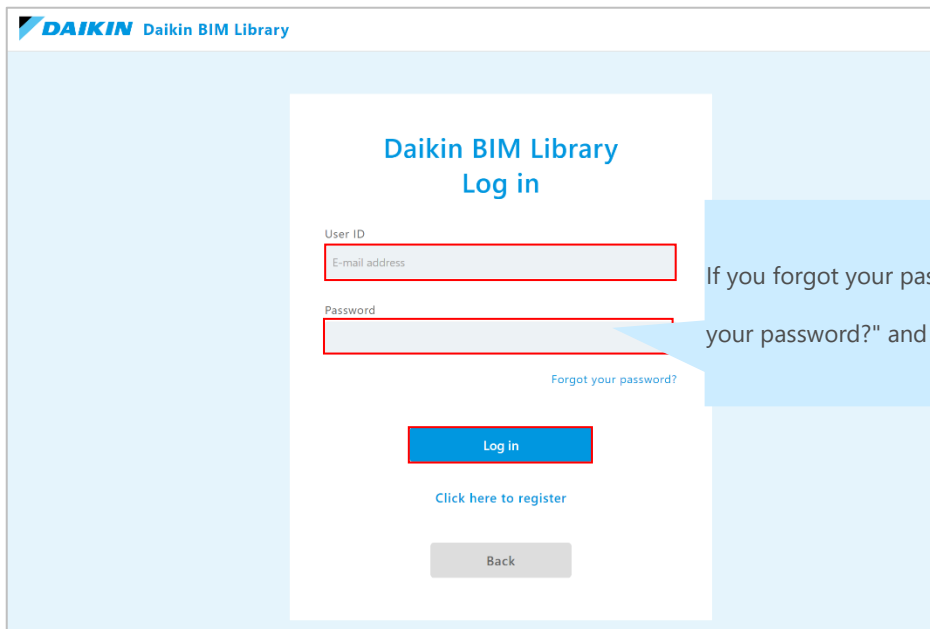 DAIKIN Daikin BIM Library
Daikin BIM Library
Log in
User ID
E-mail address
Password
Forgot your password?
Log in
Click here to register
Back
If you forgot your pas
your password?" and